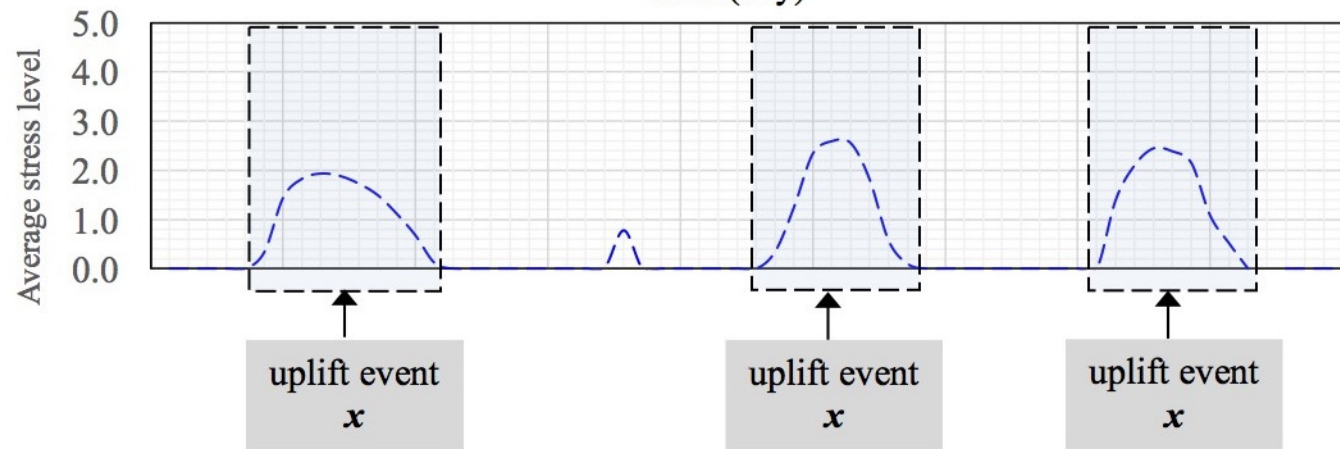 5.0
4.0
3.0
2.0
1.0
0.0
Average stress level
uplift event
x
uplift event
x
uplift event
x